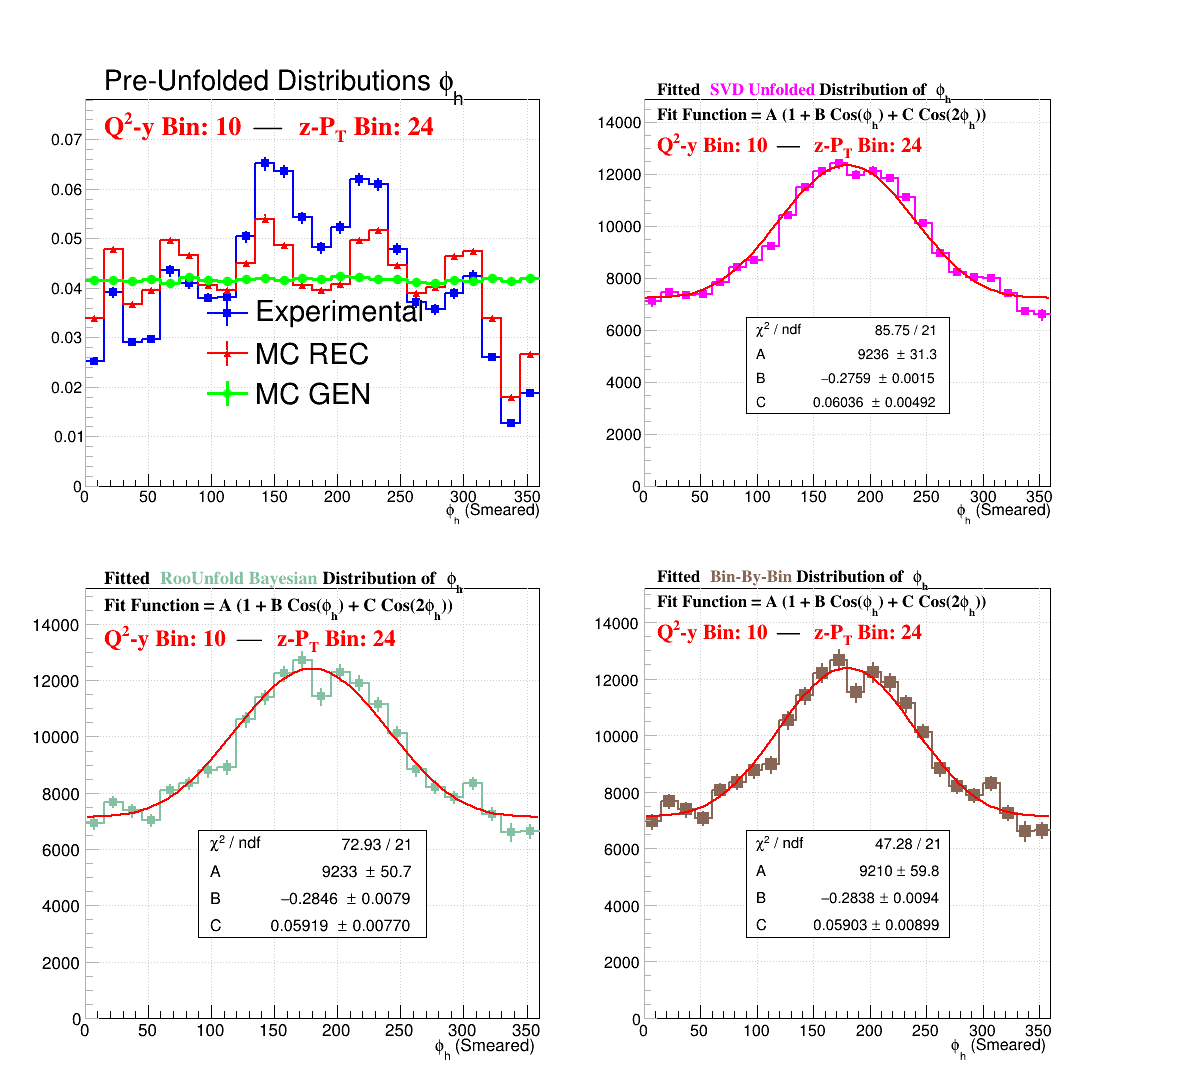 Pre-Unfolded Distributions ϕh
Q²-y Bin: 10 — z-PT Bin: 24
0.07
0.06
0.05
0.04
0.03
0.02
0.01
0
Experimental
MC REC
MC GEN
0 50 100 150 200 250 300 350
ϕh (Smeared)
Fitted SVD Unfolded Distribution of ϕh
Fit Function = A (1 + B Cos(ϕh) + C Cos(2ϕh))
Q²-y Bin: 10 — z-PT Bin: 24
14000
12000
10000
8000
6000
4000
2000
0
χ² / ndf 85.75 / 21
A 9236 ± 31.3
B −0.2759 ± 0.0015
C 0.06036 ± 0.00492
0 50 100 150 200 250 300 350
ϕh (Smeared)
Fitted RooUnfold Bayesian Distribution of ϕh
Fit Function = A (1 + B Cos(ϕh) + C Cos(2ϕh))
Q²-y Bin: 10 — z-PT Bin: 24
14000
12000
10000
8000
6000
4000
2000
0
χ² / ndf 72.93 / 21
A 9233 ± 50.7
B −0.2846 ± 0.0079
C 0.05919 ± 0.00770
0 50 100 150 200 250 300 350
ϕh (Smeared)
Fitted Bin-By-Bin Distribution of ϕh
Fit Function = A (1 + B Cos(ϕh) + C Cos(2ϕh))
Q²-y Bin: 10 — z-PT Bin: 24
14000
12000
10000
8000
6000
4000
2000
0
χ² / ndf 47.28 / 21
A 9210 ± 59.8
B −0.2838 ± 0.0094
C 0.05903 ± 0.00899
0 50 100 150 200 250 300 350
ϕh (Smeared)